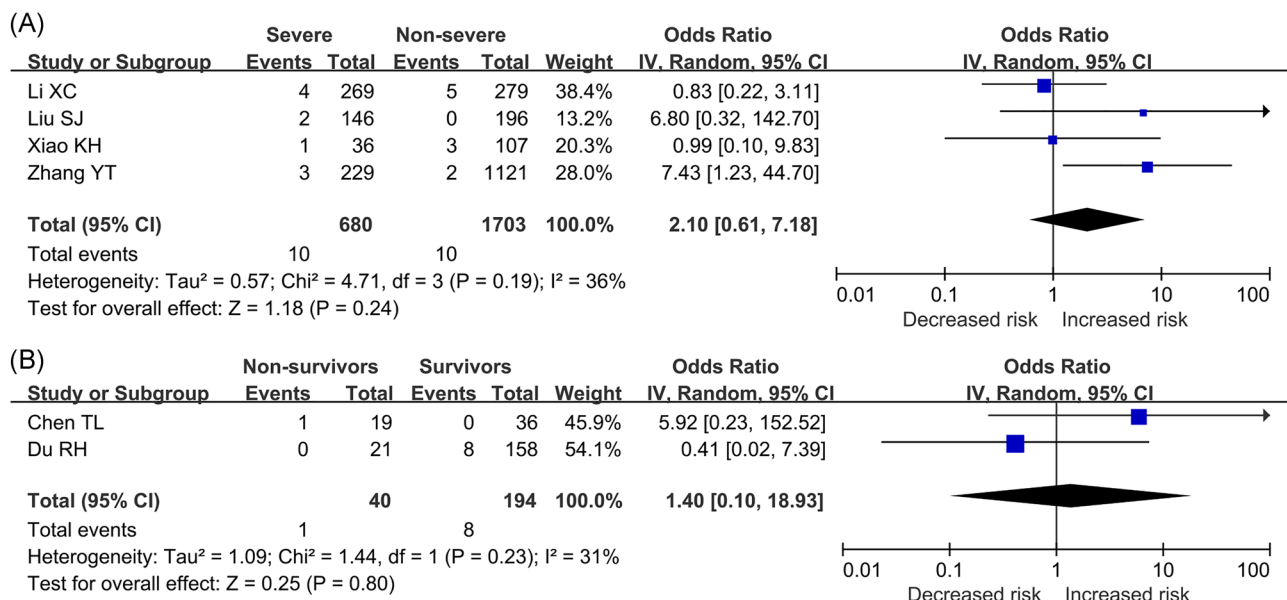 (A)
Severe Non-severe Odds Ratio Odds Ratio
Study or Subgroup Events Total Events Total Weight IV, Random, 95% CI IV, Random, 95% CI
Li XC 4 269 5 279 38.4% 0.83 [0.22, 3.11]
Liu SJ 2 146 0 196 13.2% 6.80 [0.32, 142.70]
Xiao KH 1 36 3 107 20.3% 0.99 [0.10, 9.83]
Zhang YT 3 229 2 1121 28.0% 7.43 [1.23, 44.70]
Total (95% CI) 680 1703 100.0% 2.10 [0.61, 7.18]
Total events 10 10
Heterogeneity: Tau² = 0.57; Chi² = 4.71, df = 3 (P = 0.19); I² = 36%
Test for overall effect: Z = 1.18 (P = 0.24)
0.01 0.1 1 10 100
Decreased risk Increased risk
(B)
Non-survivors Survivors Odds Ratio Odds Ratio
Study or Subgroup Events Total Events Total Weight IV, Random, 95% CI IV, Random, 95% CI
Chen TL 1 19 0 36 45.9% 5.92 [0.23, 152.52]
Du RH 0 21 8 158 54.1% 0.41 [0.02, 7.39]
Total (95% CI) 40 194 100.0% 1.40 [0.10, 18.93]
Total events 1 8
Heterogeneity: Tau² = 1.09; Chi² = 1.44, df = 1 (P = 0.23); I² = 31%
Test for overall effect: Z = 0.25 (P = 0.80)
0.01 0.1 1 10 100
Decreased risk Increased risk